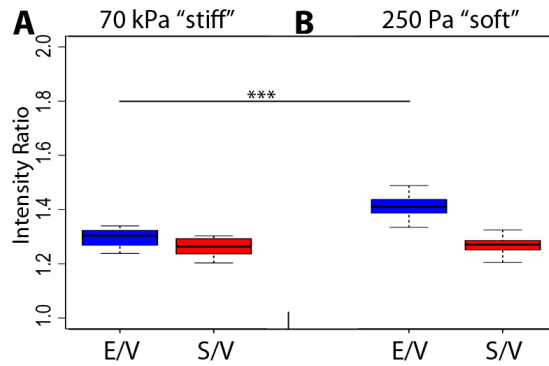 A 70 kPa “stiff” B 250 Pa “soft”
Intensity Ratio
2.0
1.8
1.6
1.4
1.2
1.0
***
E/V S/V E/V S/V